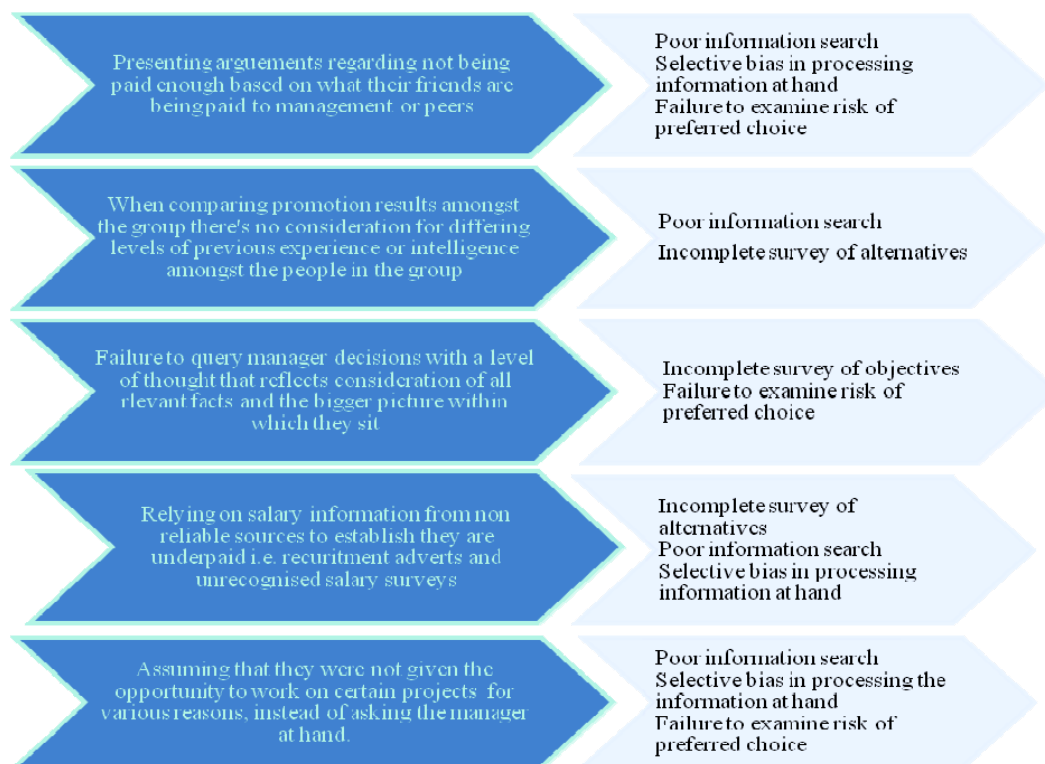 Presenting arguements regarding not being
paid enough based on what their friends are
being paid to management or peers
Poor information search
Selective bias in processing
information at hand
Failure to examine risk of
preferred choice
When comparing promotion results amongst
the group there's no consideration for differing
levels of previous experience or intelligence
amongst the people in the group
Poor information search
Incomplete survey of alternatives
Failure to query manager decisions with a level
of thought that reflects consideration of all
rlevant facts and the bigger picture within
which they sit
Incomplete survey of objectives
Failure to examine risk of
preferred choice
Relying on salary information from non
reliable sources to establish they are
underpaid i.e. recuritment adverts and
unrecognised salary surveys
Incomplete survey of
alternatives
Poor information search
Selective bias in processing
information at hand
Assuming that they were not given the
opportunity to work on certain projects for
various reasons, instead of asking the manager
at hand.
Poor information search
Selective bias in processing the
information at hand
Failure to examine risk of
preferred choice